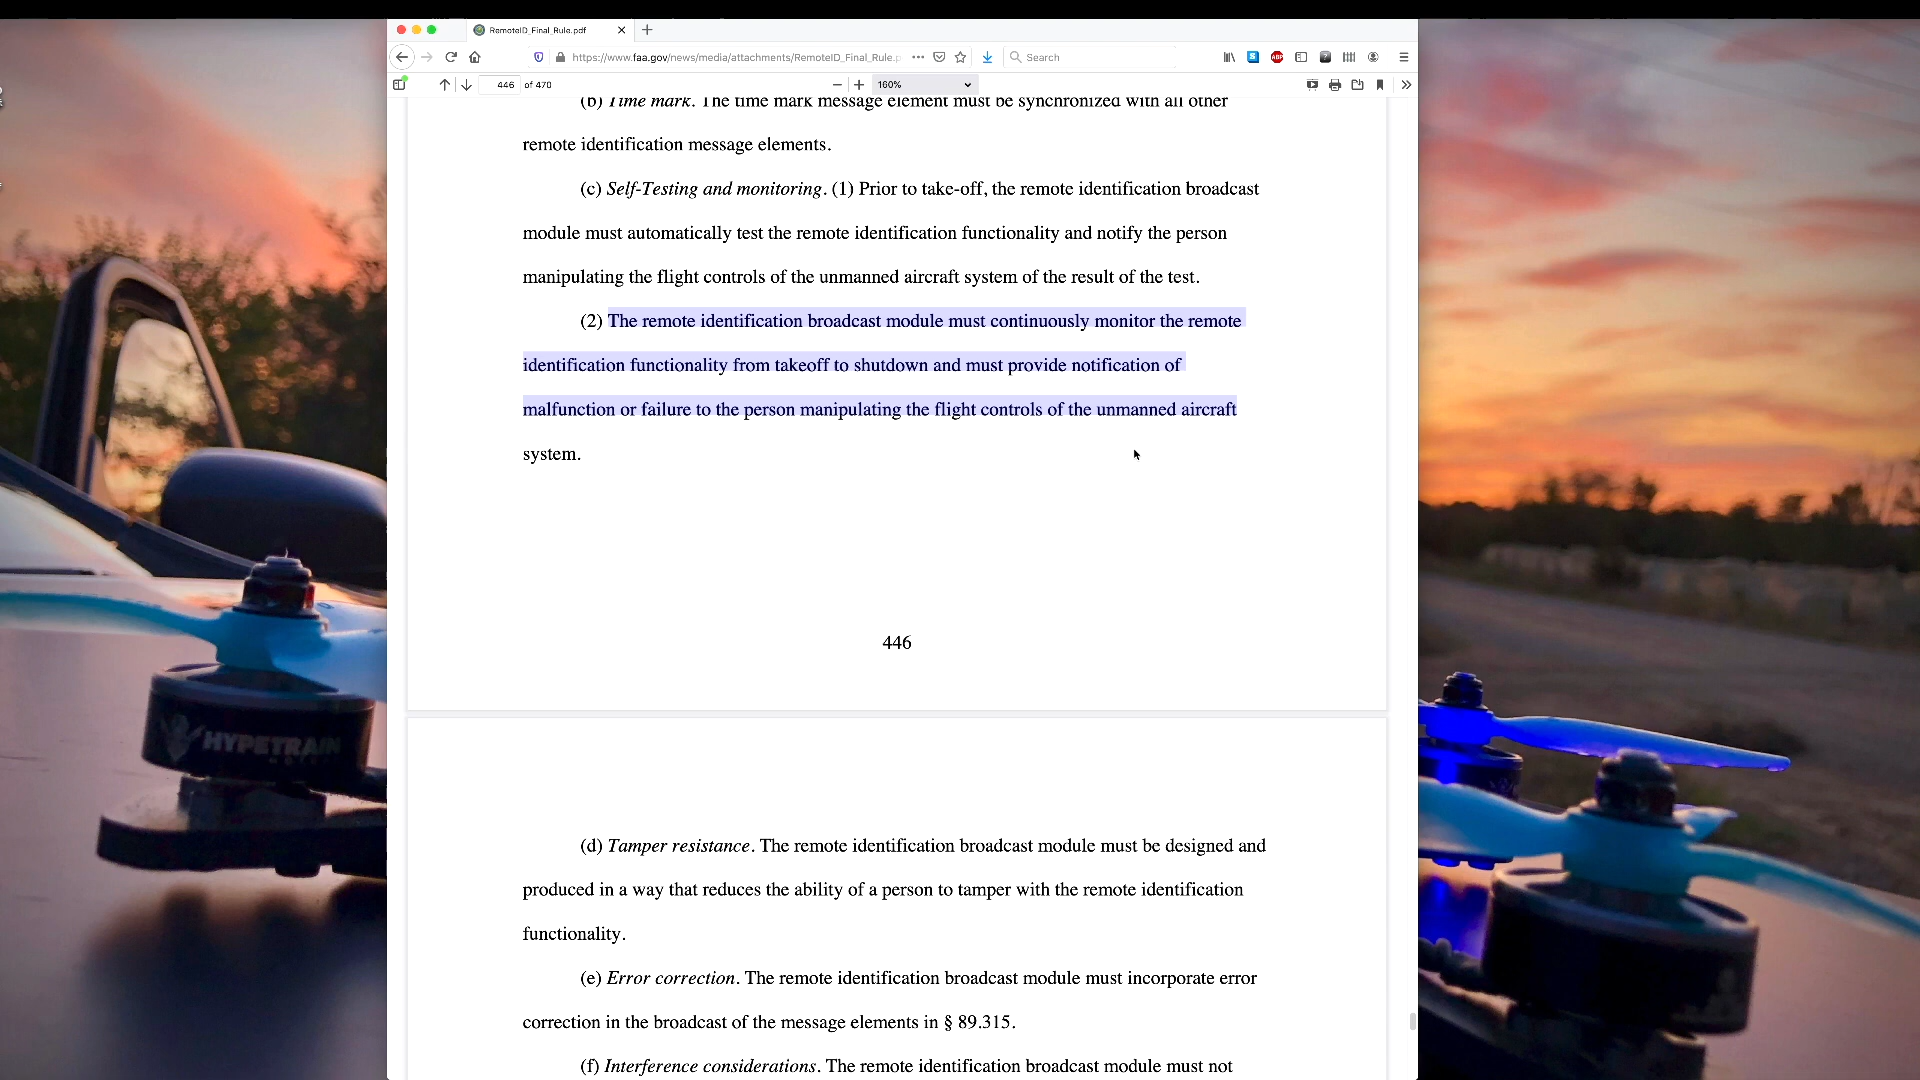 RemoteID_Final_Rule.pdf
https://www.faa.gov/news/media/attachments/RemoteID_Final_Rule.p
Search
446 of 470
160%
(b) Time mark. The time mark message element must be synchronized with all other
remote identification message elements.
(c) Self-Testing and monitoring. (1) Prior to take-off, the remote identification broadcast
module must automatically test the remote identification functionality and notify the person
manipulating the flight controls of the unmanned aircraft system of the result of the test.
(2) The remote identification broadcast module must continuously monitor the remote
identification functionality from takeoff to shutdown and must provide notification of
malfunction or failure to the person manipulating the flight controls of the unmanned aircraft
system.
446
(d) Tamper resistance. The remote identification broadcast module must be designed and
produced in a way that reduces the ability of a person to tamper with the remote identification
functionality.
(e) Error correction. The remote identification broadcast module must incorporate error
correction in the broadcast of the message elements in § 89.315.
(f) Interference considerations. The remote identification broadcast module must not
HYPETRAIN
ABP